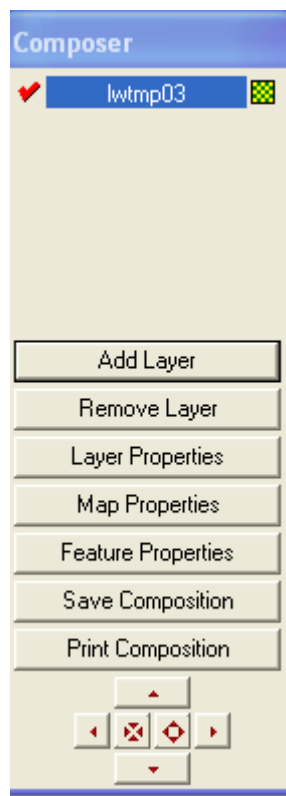 Composer
lwtmp03
Add Layer
Remove Layer
Layer Properties
Map Properties
Feature Properties
Save Composition
Print Composition